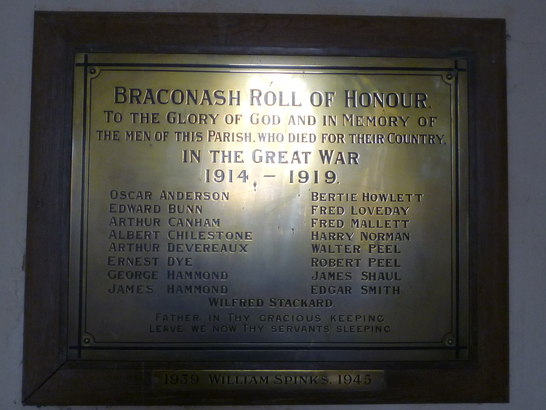 BRACONASH ROLL OF HONOUR.
TO THE GLORY OF GOD AND IN MEMORY OF
THE MEN OF THIS PARISH, WHO DIED FOR THEIR COUNTRY,
IN THE GREAT WAR
1914 - 1919.
OSCAR ANDERSON
EDWARD BUNN
ARTHUR CANHAM
ALBERT CHILESTONE
ARTHUR DEVEREAUX
ERNEST DYE
GEORGE HAMMOND
JAMES HAMMOND
BERTIE HOWLETT
FRED LOVEDAY
FRED MALLETT
HARRY NORMAN
WALTER PEEL
ROBERT PEEL
JAMES SHAUL
EDGAR SMITH
WILFRED STACKARD
FATHER IN THY GRACIOUS KEEPING
LEAVE WE NOW THY SERVANTS SLEEPING
1939 WILLIAM SPINKS. 1945